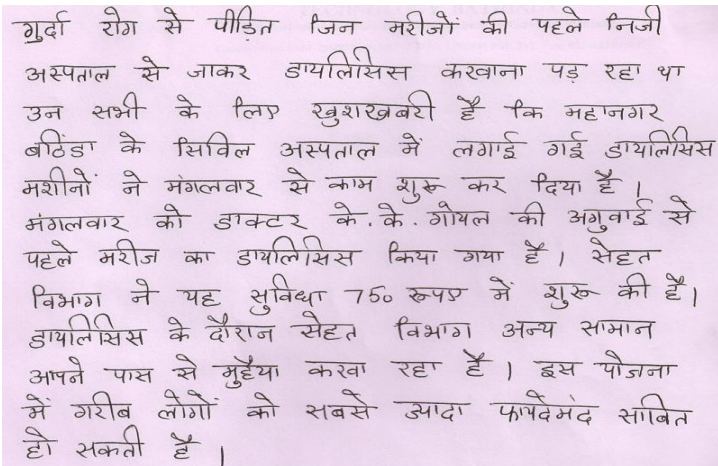 गुर्दा रोग से पीड़ित जिन मरीजों की पहले निजी
अस्पताल से जाकर डायलिसिस करवाना पड़ रहा था
उन सभी के लिए खुशखबरी है कि महानगर
बठिंडा के सिविल अस्पताल में लगाई गई डायलिसिस
मशीनों ने मंगलवार से काम शुरू कर दिया है ।
मंगलवार को डाक्टर के. के. गोयल की अगुवाई से
पहले मरीज का डायलिसिस किया गया है । सेहत
विभाग ने यह सुविधा 750 रूपए में शुरू की है ।
डायलिसिस के दौरान सेहत विभाग अन्य सामान
आपने पास से मुहैया करवा रहा है । इस योजना
में गरीब लोगों को सबसे ज्यादा फायदेमंद साबित
हो सकती है ।